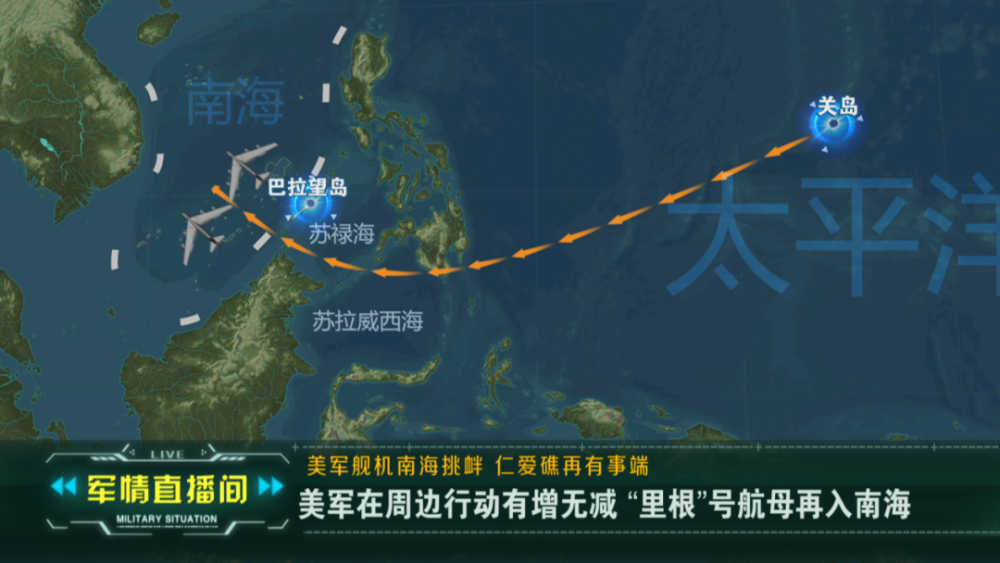 南海
关岛
巴拉望岛
苏禄海
太平洋
苏拉威西海
LIVE
军情直播间
MILITARY SITUATION
美军舰机南海挑衅 仁爱礁再有事端
美军在周边行动有增无减 “里根”号航母再入南海